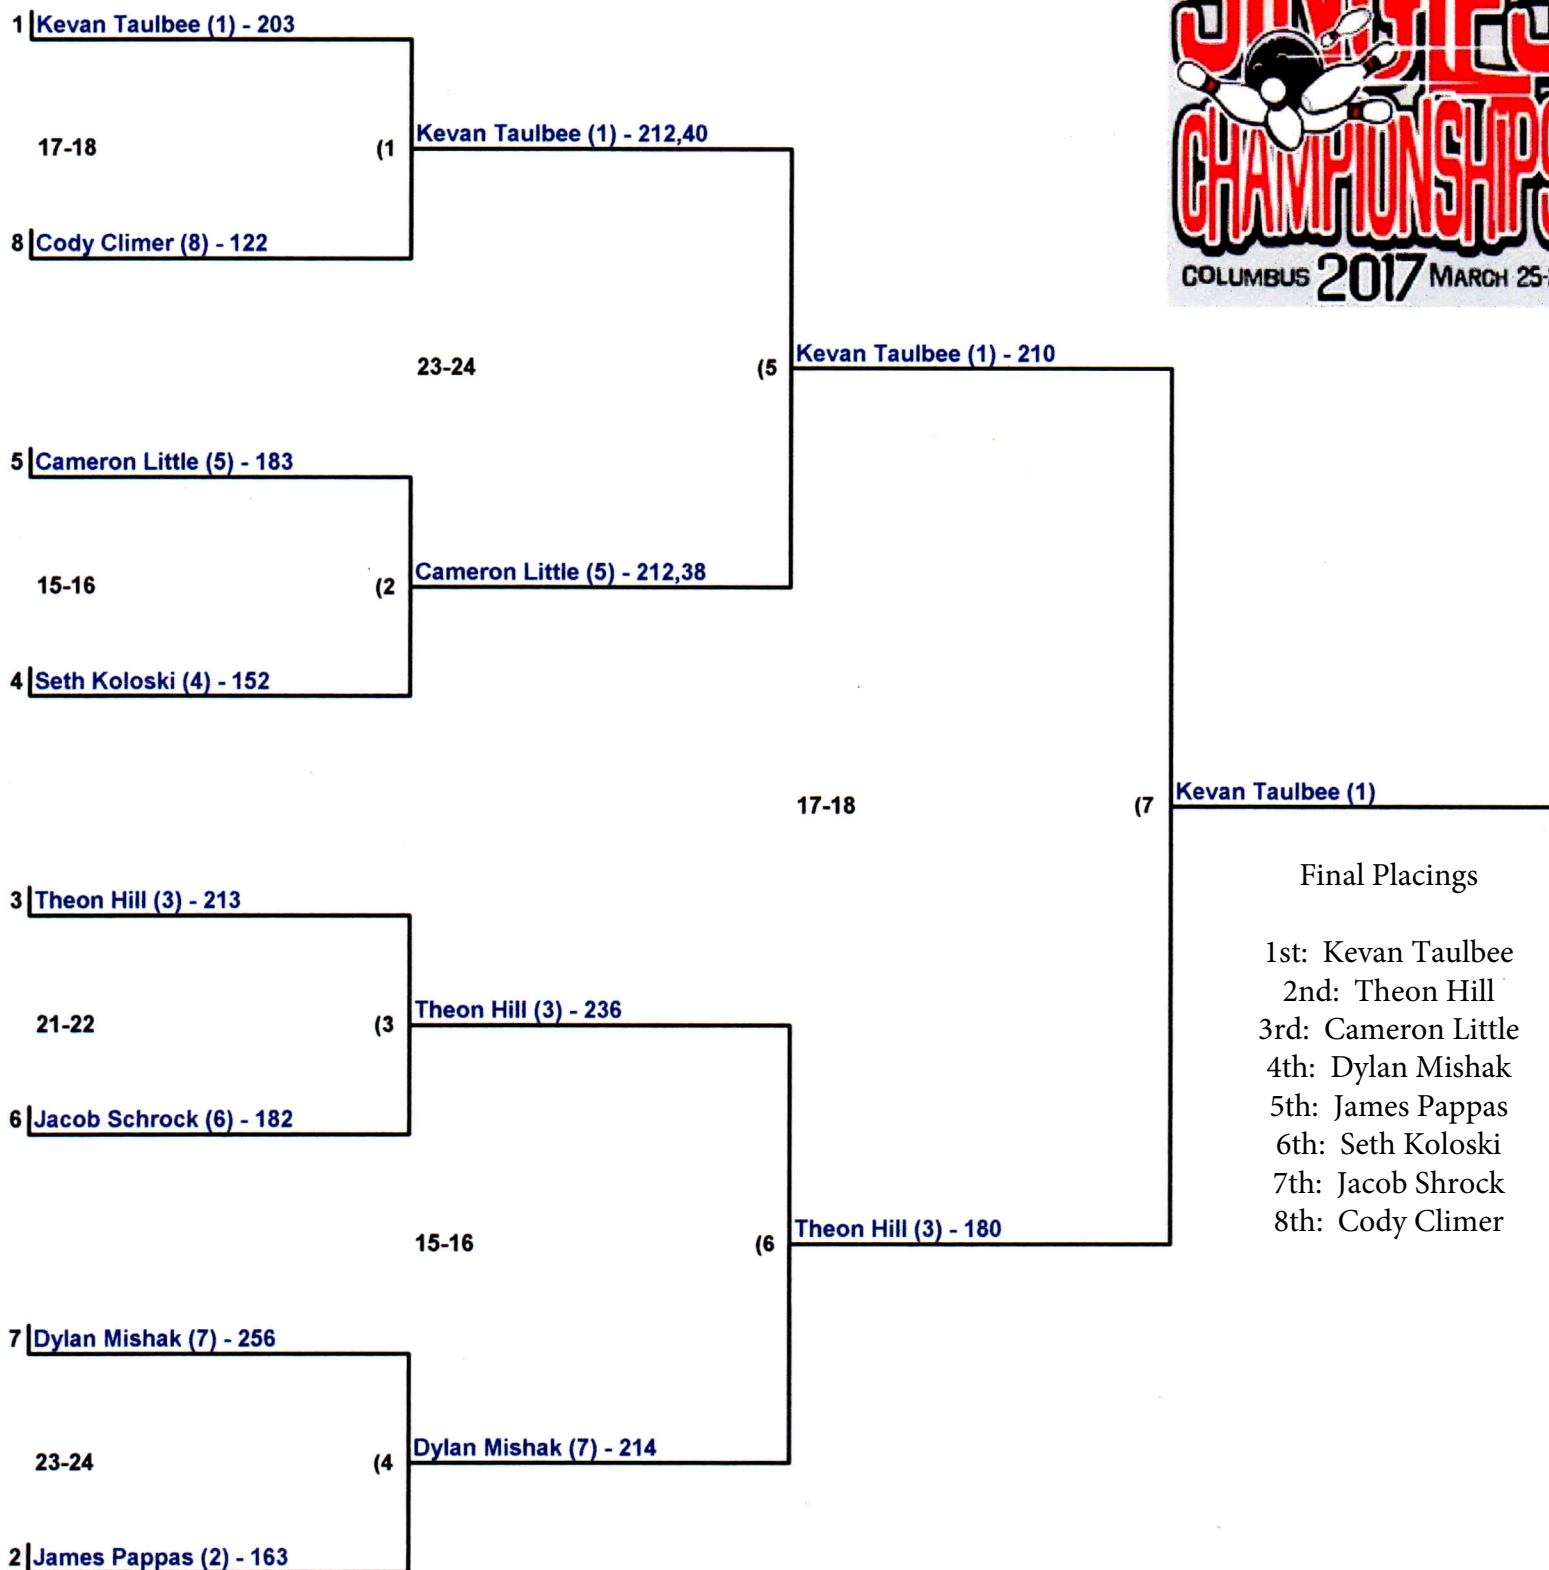 1 Kevan Taulbee (1) - 203
17-18 (1
8 Cody Climer (8) - 122
Kevan Taulbee (1) - 212,40
23-24 (5
5 Cameron Little (5) - 183
15-16 (2
4 Seth Koloski (4) - 152
Cameron Little (5) - 212,38
Kevan Taulbee (1) - 210
17-18 (7
3 Theon Hill (3) - 213
21-22 (3
6 Jacob Schrock (6) - 182
Theon Hill (3) - 236
15-16 (6
7 Dylan Mishak (7) - 256
23-24 (4
2 James Pappas (2) - 163
Dylan Mishak (7) - 214
Theon Hill (3) - 180
Kevan Taulbee (1)
CHAMPIONSHIPS
COLUMBUS 2017 MARCH 25-
Final Placings
1st: Kevan Taulbee
2nd: Theon Hill
3rd: Cameron Little
4th: Dylan Mishak
5th: James Pappas
6th: Seth Koloski
7th: Jacob Shrock
8th: Cody Climer